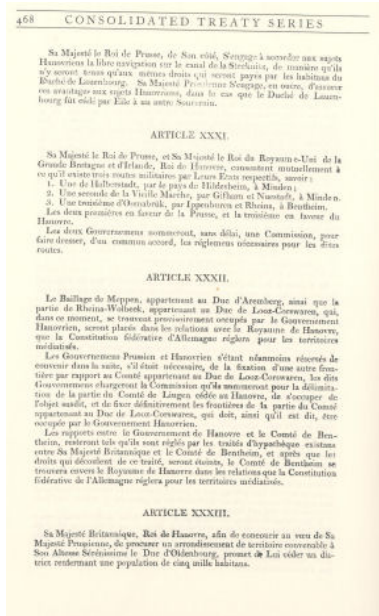 468 CONSOLIDATED TREATY SERIES
Sa Majesté le Roi de Prusse, de Son côté, S'engage à accorder aux sujets
Hanovriens la libre navigation sur le canal de la Stecknitz, de manière qu'ils
n'y seront tenus qu'aux mêmes droits qui seront payés par les habitans du
Duché de Lauenbourg. Sa Majesté Prussienne S'engage, en outre, d'assurer
ces avantages aux sujets Hanovriens, dans le cas que le Duché de Lauen-
bourg fût cédé par Elle à un autre Souverain.
ARTICLE XXXI.
Sa Majesté le Roi de Prusse, et Sa Majesté le Roi du Royaume-Uni de la
Grande Bretagne et d'Irlande, Roi de Hanovre, consentent mutuellement à
ce qu'il existe trois routes militaires par leurs Etats respectifs, savoir;
1. Une de Halberstadt, par le pays de Hildesheim, à Minden;
2. Une seconde de la Vieille Marche, par Gifhorn et Neustadt, à Minden.
3. Une troisième d'Osnabrük, par Ippenbüren et Rheina, à Bentheim.
Les deux premières en faveur de la Prusse, et la troisième en faveur du
Hanovre.
Les deux Gouvernemens nommeront, sans délai, une Commission, pour
faire dresser, d'un commun accord, les réglemens nécessaires pour les dites
routes.
ARTICLE XXXII.
Le Baillage de Meppen, appartenant au Duc d'Aremberg, ainsi que la
partie de Rheina-Wolbeck, appartenant au Duc de Looz-Corswaren, qui,
dans ce moment, se trouvent provisoirement occupés par le Gouvernement
Hanovrien, seront placés dans les relations avec le Royaume de Hanovre,
que la Constitution fédérative d'Allemagne réglera pour les territoires
médiatisés.
Les Gouvernemens Prussien et Hanovrien s'étant néanmoins réservés de
convenir dans la suite, s'il étoit nécessaire, de la fixation d'une autre fron-
tière par rapport au Comté appartenant au Duc de Looz-Corswaren, les dits
Gouvernemens chargeront la Commission qu'ils nommeront pour la délimita-
tion de la partie du Comté de Lingen cédée au Hanovre, de s'occuper de
l'objet susdit, et de fixer définitivement les frontières de la partie du Comté
appartenant au Duc de Looz-Corswaren, qui doit, ainsi qu'il est dit, être
occupée par le Gouvernement Hanovrien.
Les rapports entre le Gouvernement de Hanovre et le Comté de Ben-
theim, resteront tels qu'ils sont réglés par les traités d'hypothèque existans
entre Sa Majesté Britannique et le Comté de Bentheim, et après que les
droits qui découlent de ce traité, seront éteints, le Comté de Bentheim se
trouvera envers le Royaume de Hanovre dans les relations que la Constitution
fédérative de l'Allemagne réglera pour les territoires médiatisés.
ARTICLE XXXIII.
Sa Majesté Britannique, Roi de Hanovre, afin de concourir au vœu de Sa
Majesté Prussienne, de procurer un arrondissement de territoire convenable à
Son Altesse Sérénissime le Duc d'Oldenbourg, promet de Lui céder un dis-
trict renfermant une population de cinq mille habitans.